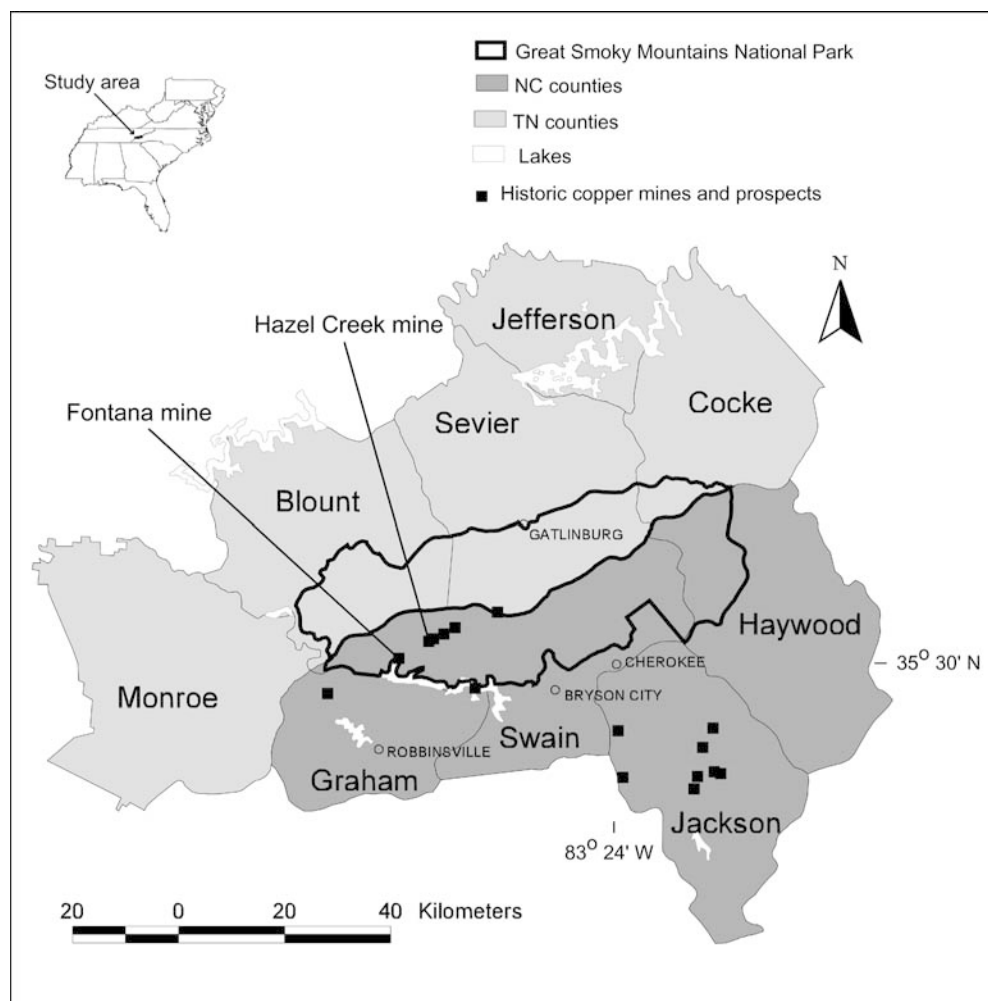 Study area
Great Smoky Mountains National Park
NC counties
TN counties
Lakes
Historic copper mines and prospects
N
Jefferson
Hazel Creek mine
Cocke
Fontana mine
Sevier
Blount
GATLINBURG
Haywood
CHEROKEE
35° 30' N
Monroe
BRYSON CITY
Swain
ROBBINSVILLE
Graham
Jackson
83° 24' W
20 0 20 40 Kilometers